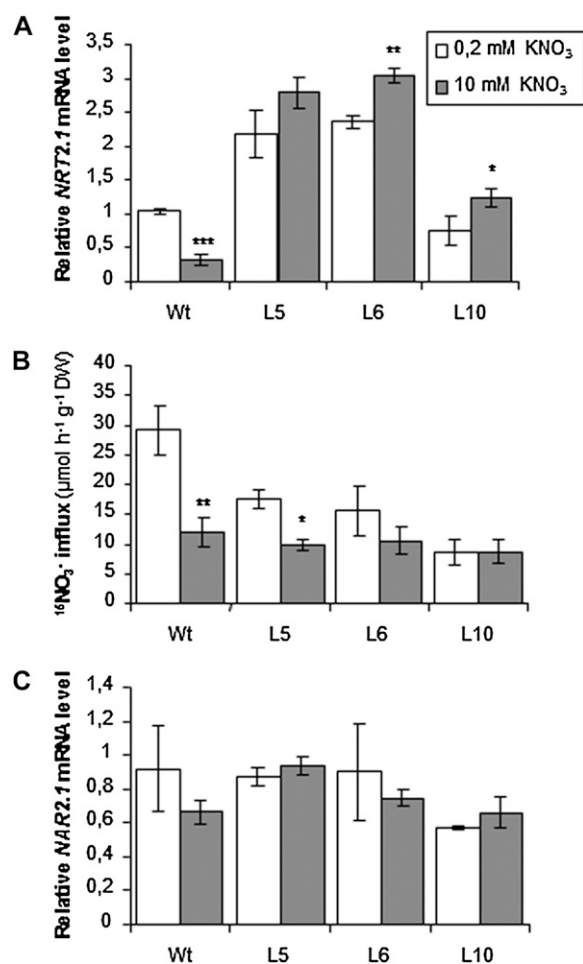 A
Relative NRT2.1 mRNA level
3,5
3
2,5
2
1,5
1
0,5
0
0,2 mM KNO₃
10 mM KNO₃
***
**
*
Wt
L5
L6
L10
B
¹⁶NO₃- influx (µmol h-¹ g-¹ DW)
40
35
30
25
20
15
10
5
0
**
*
Wt
L5
L6
L10
C
Relative NAR2.1 mRNA level
1,4
1,2
1
0,8
0,6
0,4
0,2
0
Wt
L5
L6
L10